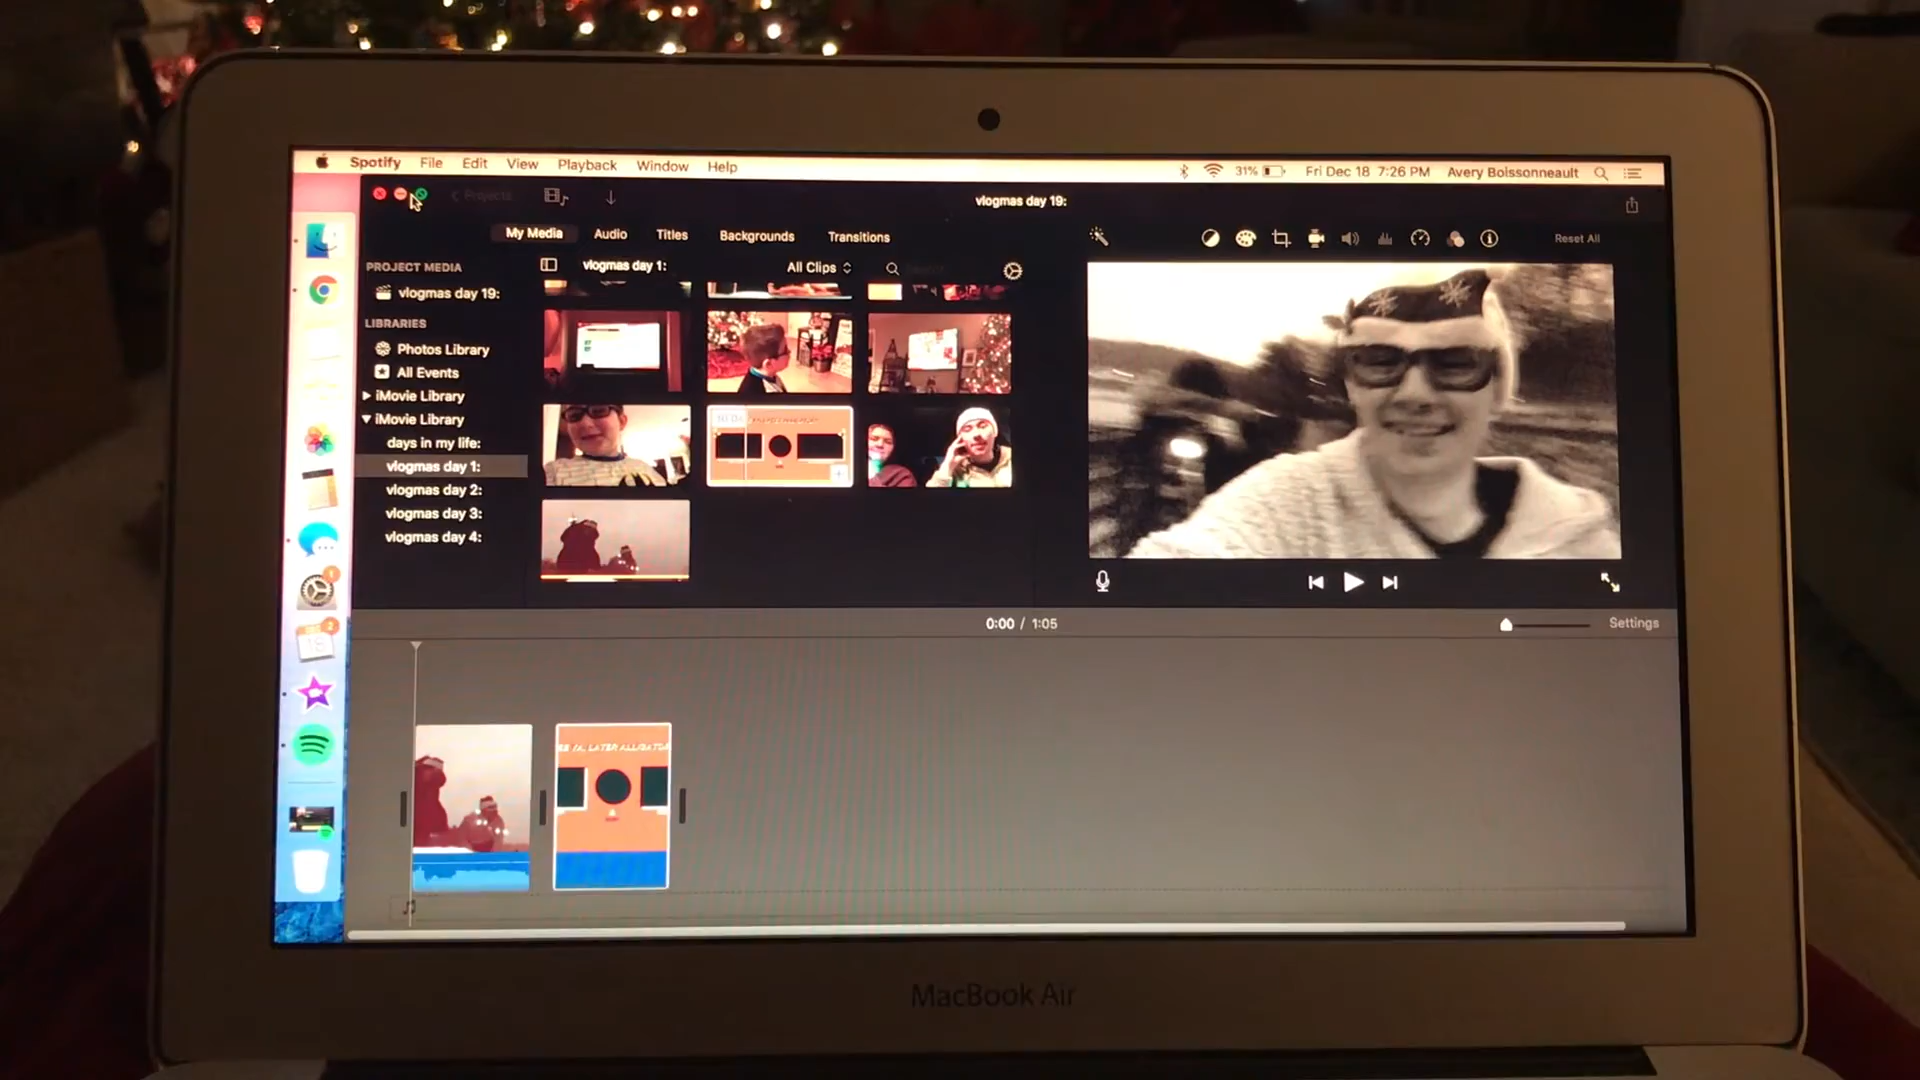 Spotify File Edit View Playback Window Help 31% Fri Dec 18 7:26 PM Avery Boissonneault
Projects vlogmas day 19:
My Media Audio Titles Backgrounds Transitions Reset All
PROJECT MEDIA
vlogmas day 1: All Clips
vlogmas day 19:
LIBRARIES
Photos Library
All Events
iMovie Library
iMovie Library
days in my life:
vlogmas day 1:
vlogmas day 2:
vlogmas day 3:
vlogmas day 4:
0:00 / 1:05 Settings
LATER ALLIGATOR
MacBook Air